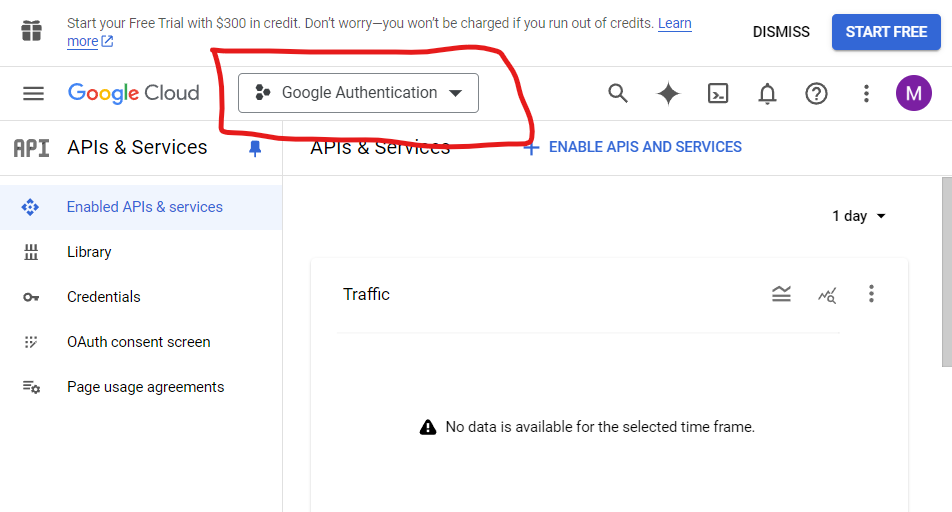 Start your Free Trial with $300 in credit. Don’t worry—you won’t be charged if you run out of credits. Learn
more
DISMISS
START FREE
Google Cloud
Google Authentication
M
API
APIs & Services
APIs & Services
ENABLE APIS AND SERVICES
Enabled APIs & services
Library
Credentials
OAuth consent screen
Page usage agreements
1 day
Traffic
No data is available for the selected time frame.